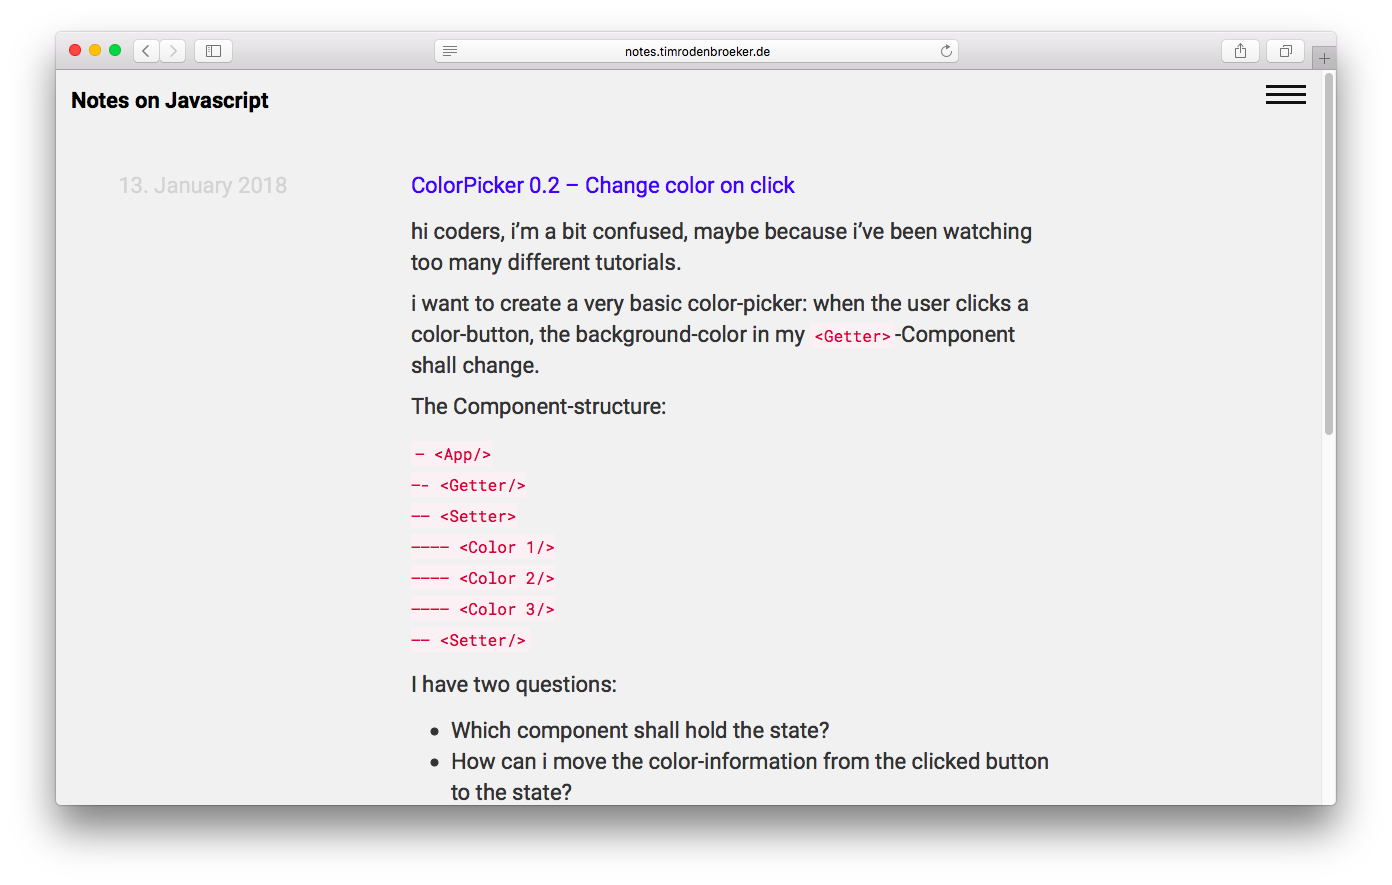 notes.timrodenbroeker.de
Notes on Javascript
13. January 2018
ColorPicker 0.2 – Change color on click
hi coders, i’m a bit confused, maybe because i’ve been watching
too many different tutorials.
i want to create a very basic color-picker: when the user clicks a
color-button, the background-color in my <Getter>-Component
shall change.
The Component-structure:
– <App/>
–- <Getter/>
–– <Setter>
–––– <Color 1/>
–––– <Color 2/>
–––– <Color 3/>
–– <Setter/>
I have two questions:
• Which component shall hold the state?
• How can i move the color-information from the clicked button
to the state?